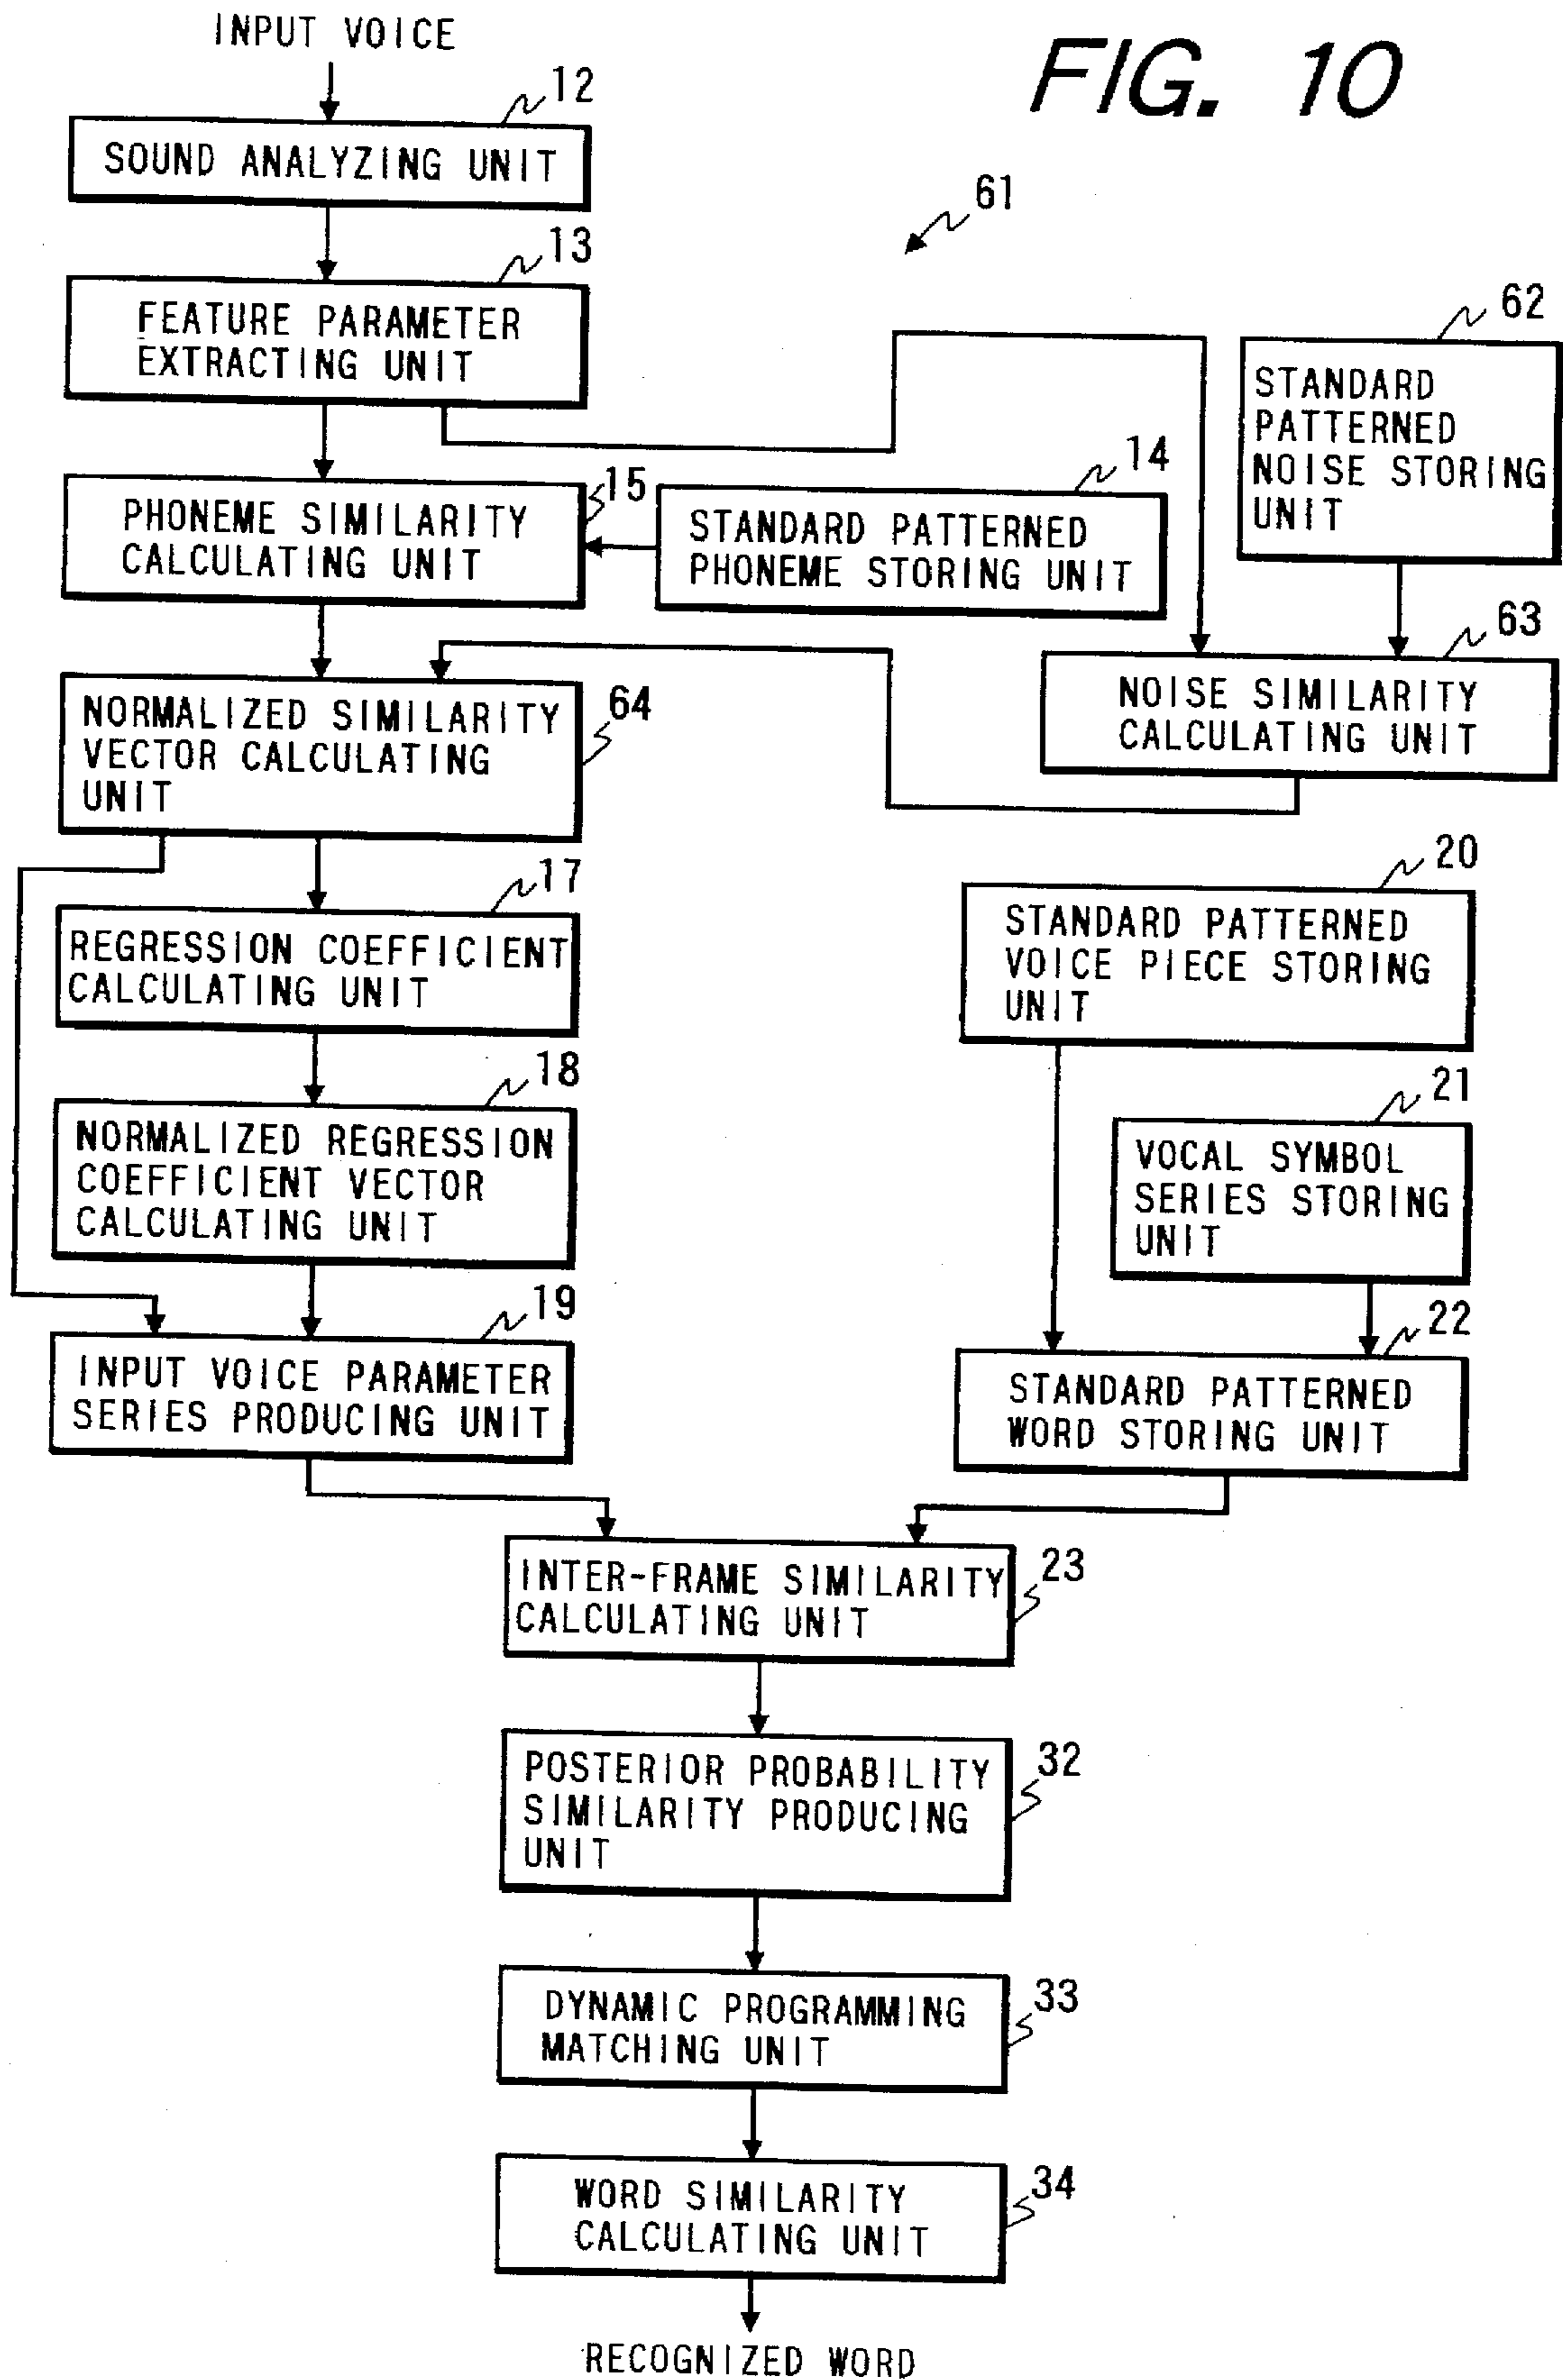 INPUT VOICE
FIG. 10
12
SOUND ANALYZING UNIT
61
13
FEATURE PARAMETER
EXTRACTING UNIT
62
STANDARD
PATTERNED
NOISE STORING
UNIT
15
PHONEME SIMILARITY
CALCULATING UNIT
14
STANDARD PATTERNED
PHONEME STORING UNIT
63
NOISE SIMILARITY
CALCULATING UNIT
64
NORMALIZED SIMILARITY
VECTOR CALCULATING
UNIT
17
REGRESSION COEFFICIENT
CALCULATING UNIT
20
STANDARD PATTERNED
VOICE PIECE STORING
UNIT
18
NORMALIZED REGRESSION
COEFFICIENT VECTOR
CALCULATING UNIT
21
VOCAL SYMBOL
SERIES STORING
UNIT
19
INPUT VOICE PARAMETER
SERIES PRODUCING UNIT
22
STANDARD PATTERNED
WORD STORING UNIT
INTER-FRAME SIMILARITY
CALCULATING UNIT
23
POSTERIOR PROBABILITY
SIMILARITY PRODUCING
UNIT
32
DYNAMIC PROGRAMMING
MATCHING UNIT
33
WORD SIMILARITY
CALCULATING UNIT
34
RECOGNIZED WORD